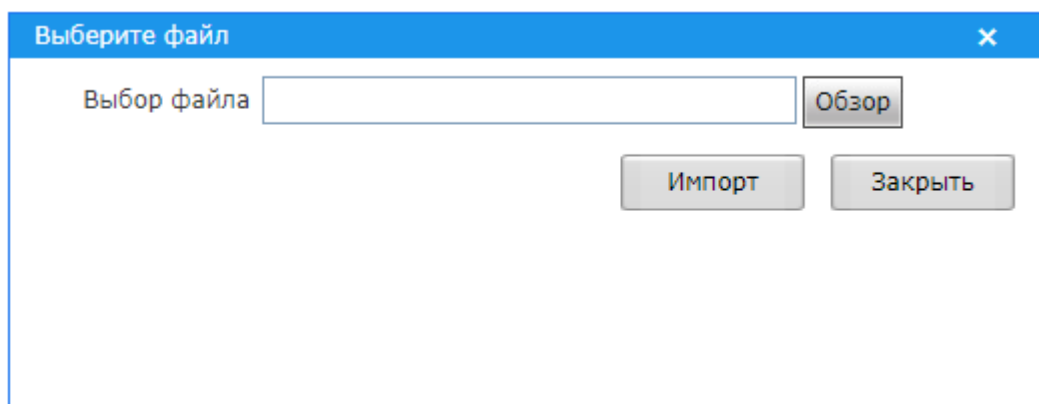 Выберите файл
Выбор файла Обзор
Импорт Закрыть